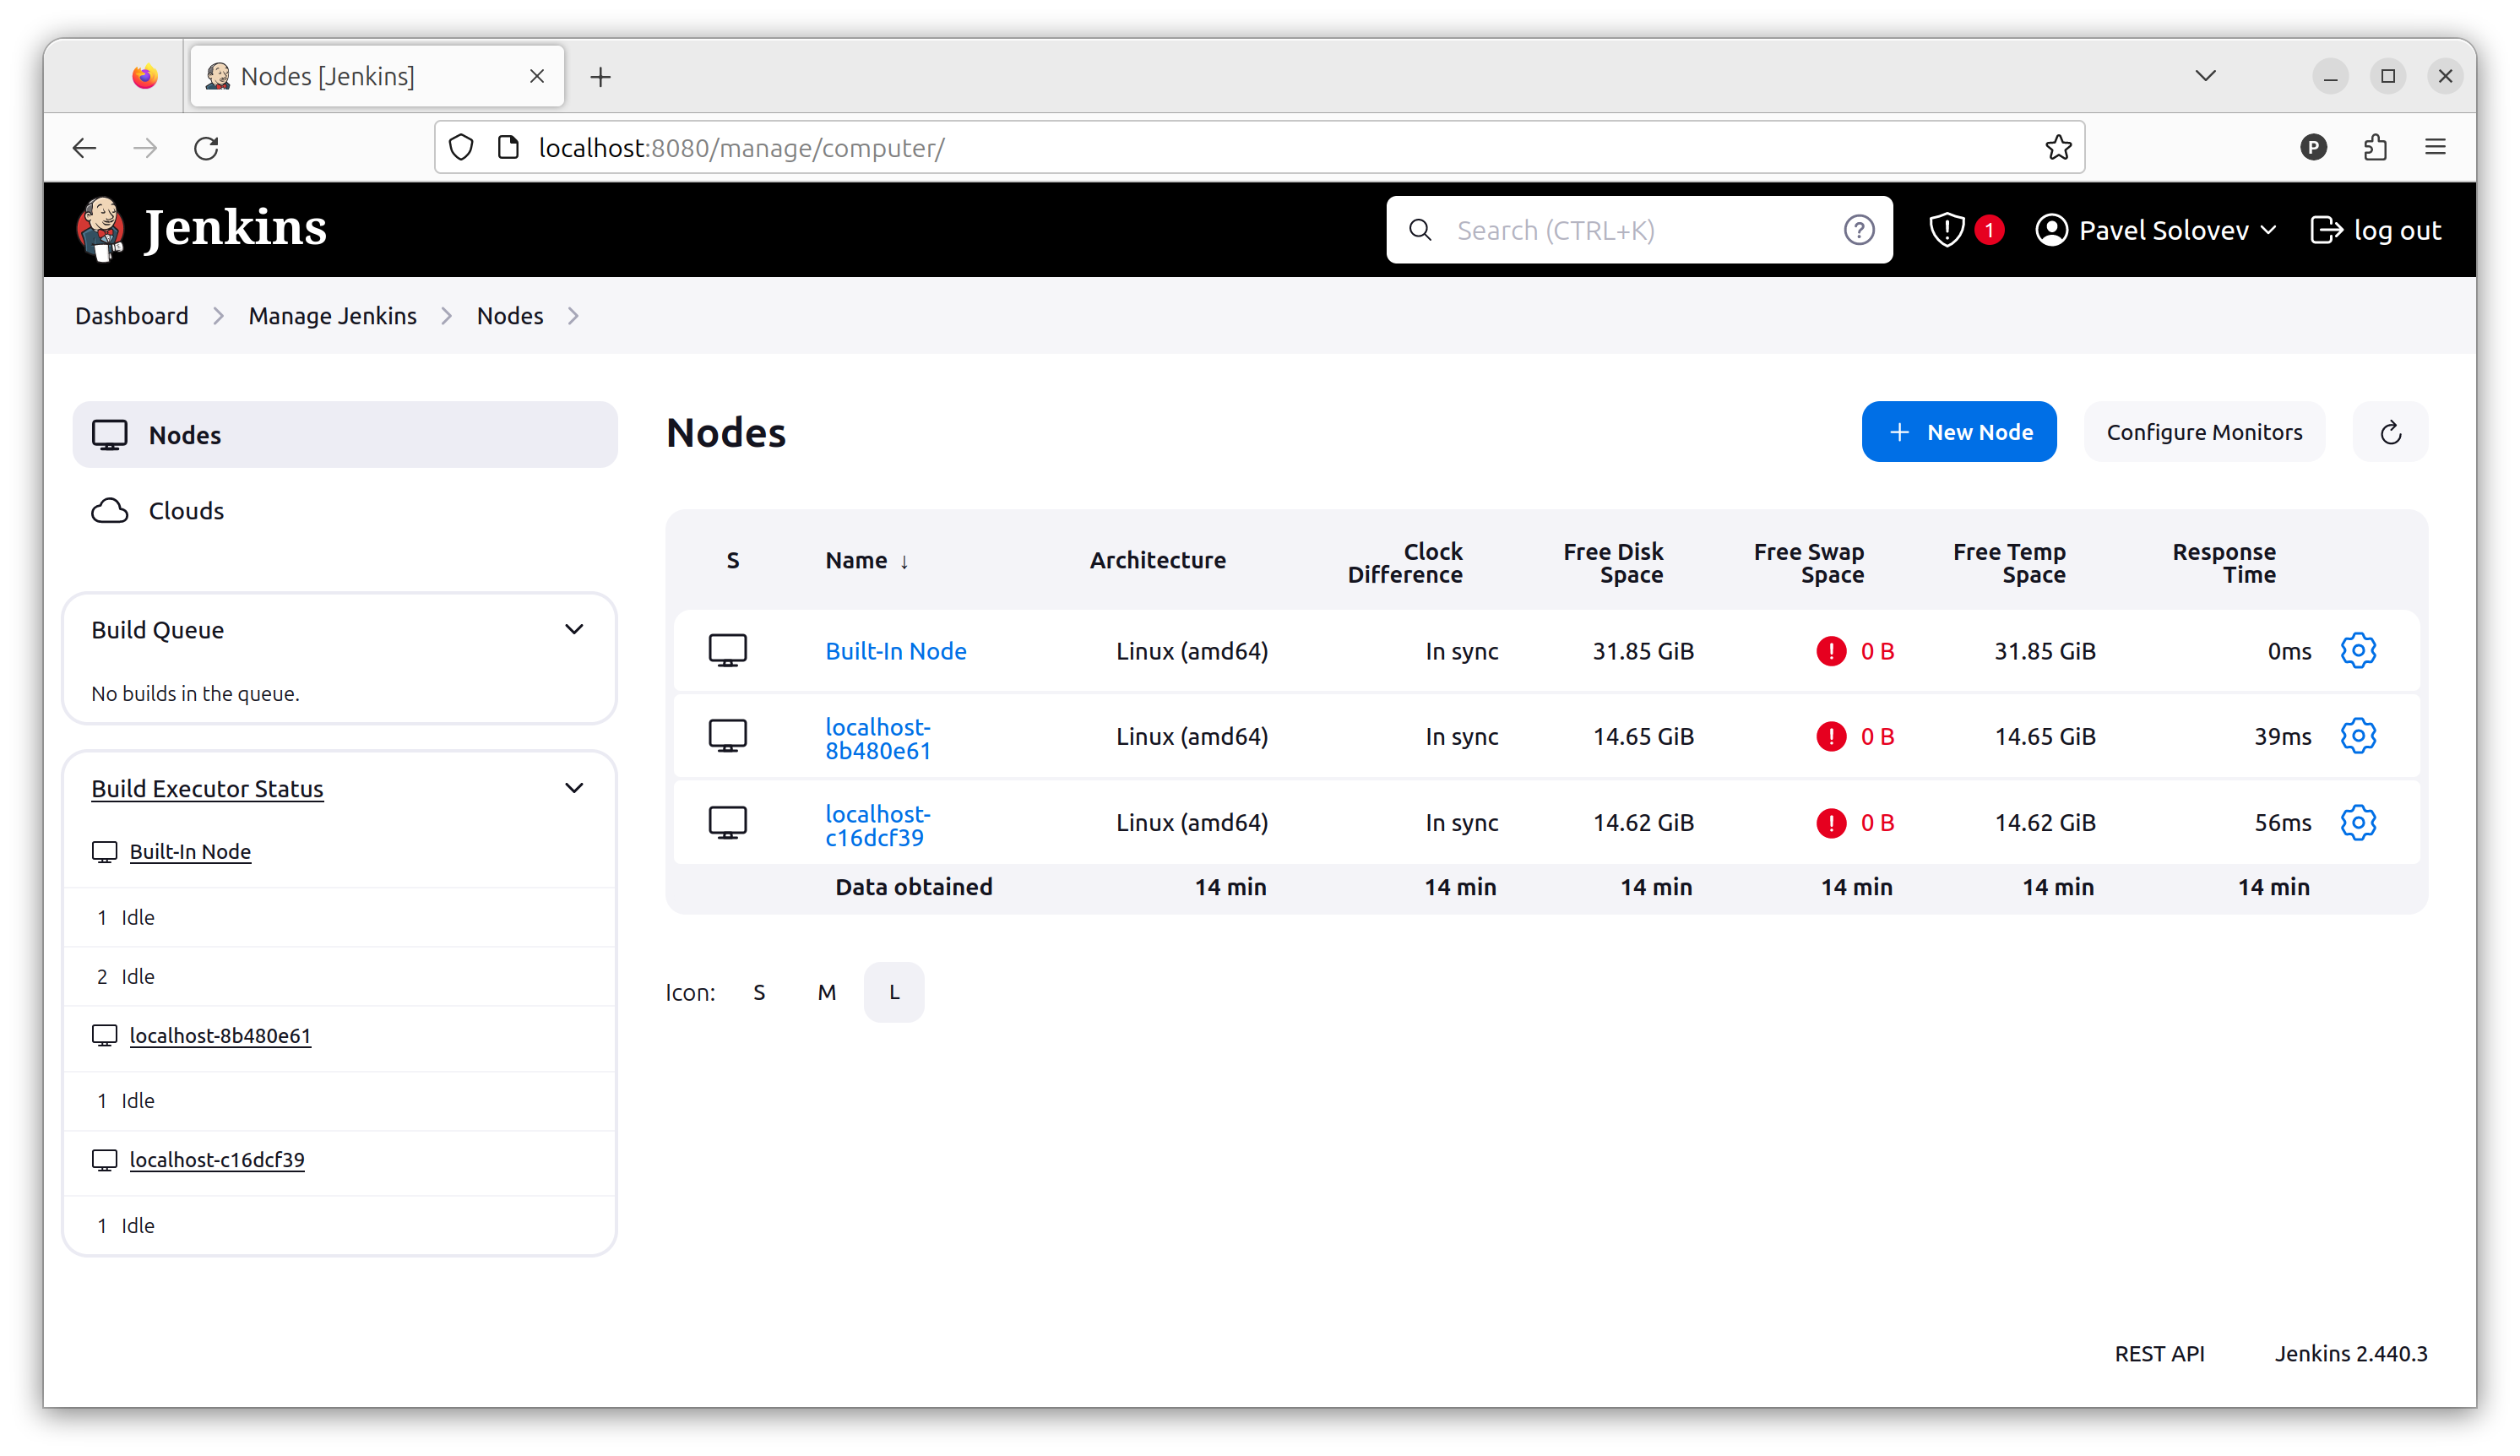 Nodes [Jenkins]
localhost:8080/manage/computer/
P
Jenkins
Search (CTRL+K)
?
1
Pavel Solovev
log out
Dashboard
Manage Jenkins
Nodes
Nodes
Clouds
Build Queue
No builds in the queue.
Build Executor Status
Built-In Node
1 Idle
2 Idle
localhost-8b480e61
1 Idle
localhost-c16dcf39
1 Idle
Nodes
+ New Node
Configure Monitors
S Name ↓ Architecture Clock Difference Free Disk Space Free Swap Space Free Temp Space Response Time
Built-In Node Linux (amd64) In sync 31.85 GiB ! 0 B 31.85 GiB 0ms
localhost-8b480e61 Linux (amd64) In sync 14.65 GiB ! 0 B 14.65 GiB 39ms
localhost-c16dcf39 Linux (amd64) In sync 14.62 GiB ! 0 B 14.62 GiB 56ms
Data obtained 14 min 14 min 14 min 14 min 14 min 14 min
Icon: S M L
REST API Jenkins 2.440.3